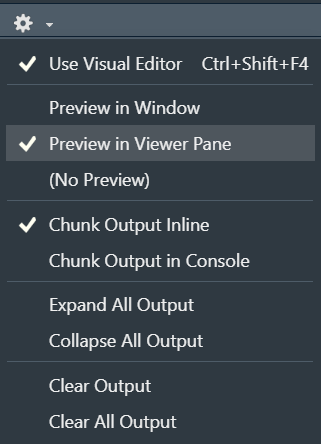 Use Visual Editor Ctrl+Shift+F4
Preview in Window
Preview in Viewer Pane
(No Preview)
Chunk Output Inline
Chunk Output in Console
Expand All Output
Collapse All Output
Clear Output
Clear All Output